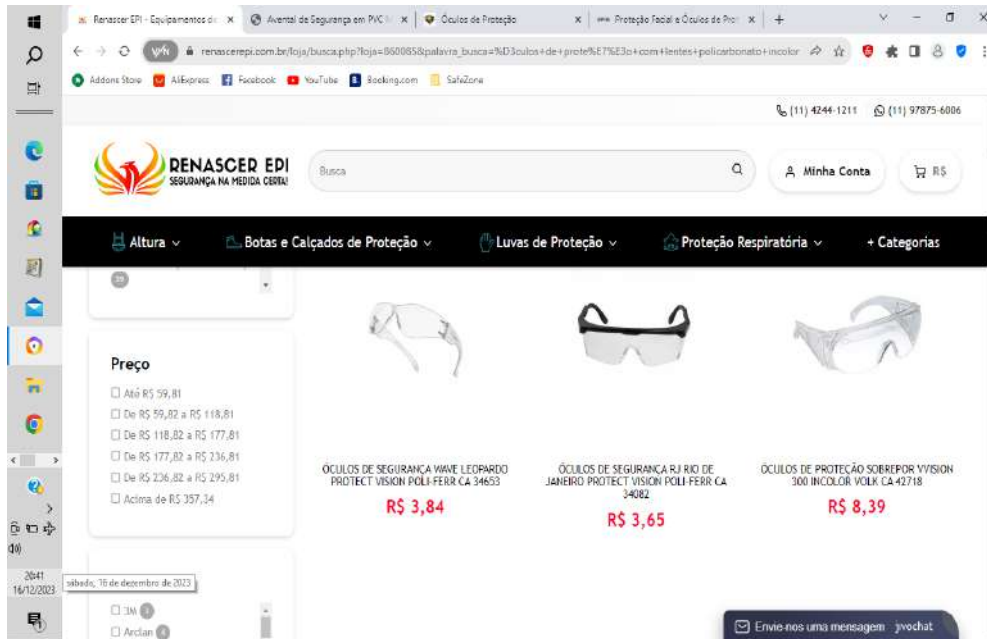 Renascer EPI - Equipamentos de
Avental de Segurança em PVC
Óculos de Proteção
Proteção Facial e Óculos de Pro
VPN
renascerepi.com.br/loja/busca.php?loja=860085&palavra_busca=%D3culos+de+prote%E7%E3o+com+lentes+policarbonato+incolor
Addons Store
AliExpress
Facebook
YouTube
Booking.com
SafeZone
(11) 4244-1211
(11) 97875-6006
RENASCER EPI
SEGURANÇA NA MEDIDA CERTA!
Busca
Minha Conta
R$
Altura
Botas e Calçados de Proteção
Luvas de Proteção
Proteção Respiratória
+ Categorias
Preço
Até R$ 59,81
De R$ 59,82 a R$ 118,81
De R$ 118,82 a R$ 177,81
De R$ 177,82 a R$ 236,81
De R$ 236,82 a R$ 295,81
Acima de R$ 357,34
ÓCULOS DE SEGURANÇA WAVE LEOPARDO
PROTECT VISION POLI-FERR CA 34653
R$ 3,84
ÓCULOS DE SEGURANÇA RJ RIO DE
JANEIRO PROTECT VISION POLI-FERR CA
34082
R$ 3,65
ÓCULOS DE PROTEÇÃO SOBREPOR VVISION
300 INCOLOR VOLK CA 42718
R$ 8,39
20:41
16/12/2023
sábado, 16 de dezembro de 2023
3M
Arclan
Envie-nos uma mensagem jivochat